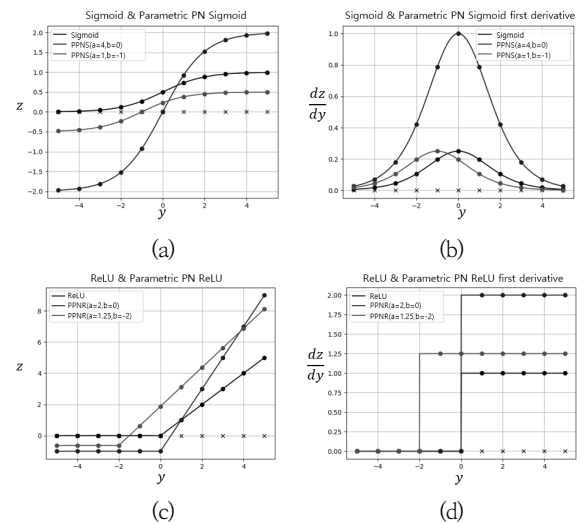 Sigmoid & Parametric PN Sigmoid
Sigmoid
PPNS(a=4,b=0)
PPNS(a=1,b=-1)
2.0
1.5
1.0
0.5
0.0
-0.5
-1.0
-1.5
-2.0
z
-4 -2 0 2 4
y
(a)
Sigmoid & Parametric PN Sigmoid first derivative
Sigmoid
PPNS(a=4,b=0)
PPNS(a=1,b=-1)
1.0
0.8
0.6
0.4
0.2
0.0
dz
dy
-4 -2 0 2 4
y
(b)
ReLU & Parametric PN ReLU
ReLU
PPNR(a=2,b=0)
PPNR(a=1.25,b=-2)
8
6
4
2
0
z
-4 -2 0 2 4
y
(c)
ReLU & Parametric PN ReLU first derivative
ReLU
PPNR(a=2,b=0)
PPNR(a=1.25,b=-2)
2.00
1.75
1.50
1.25
1.00
0.75
0.50
0.25
0.00
dz
dy
-4 -2 0 2 4
y
(d)